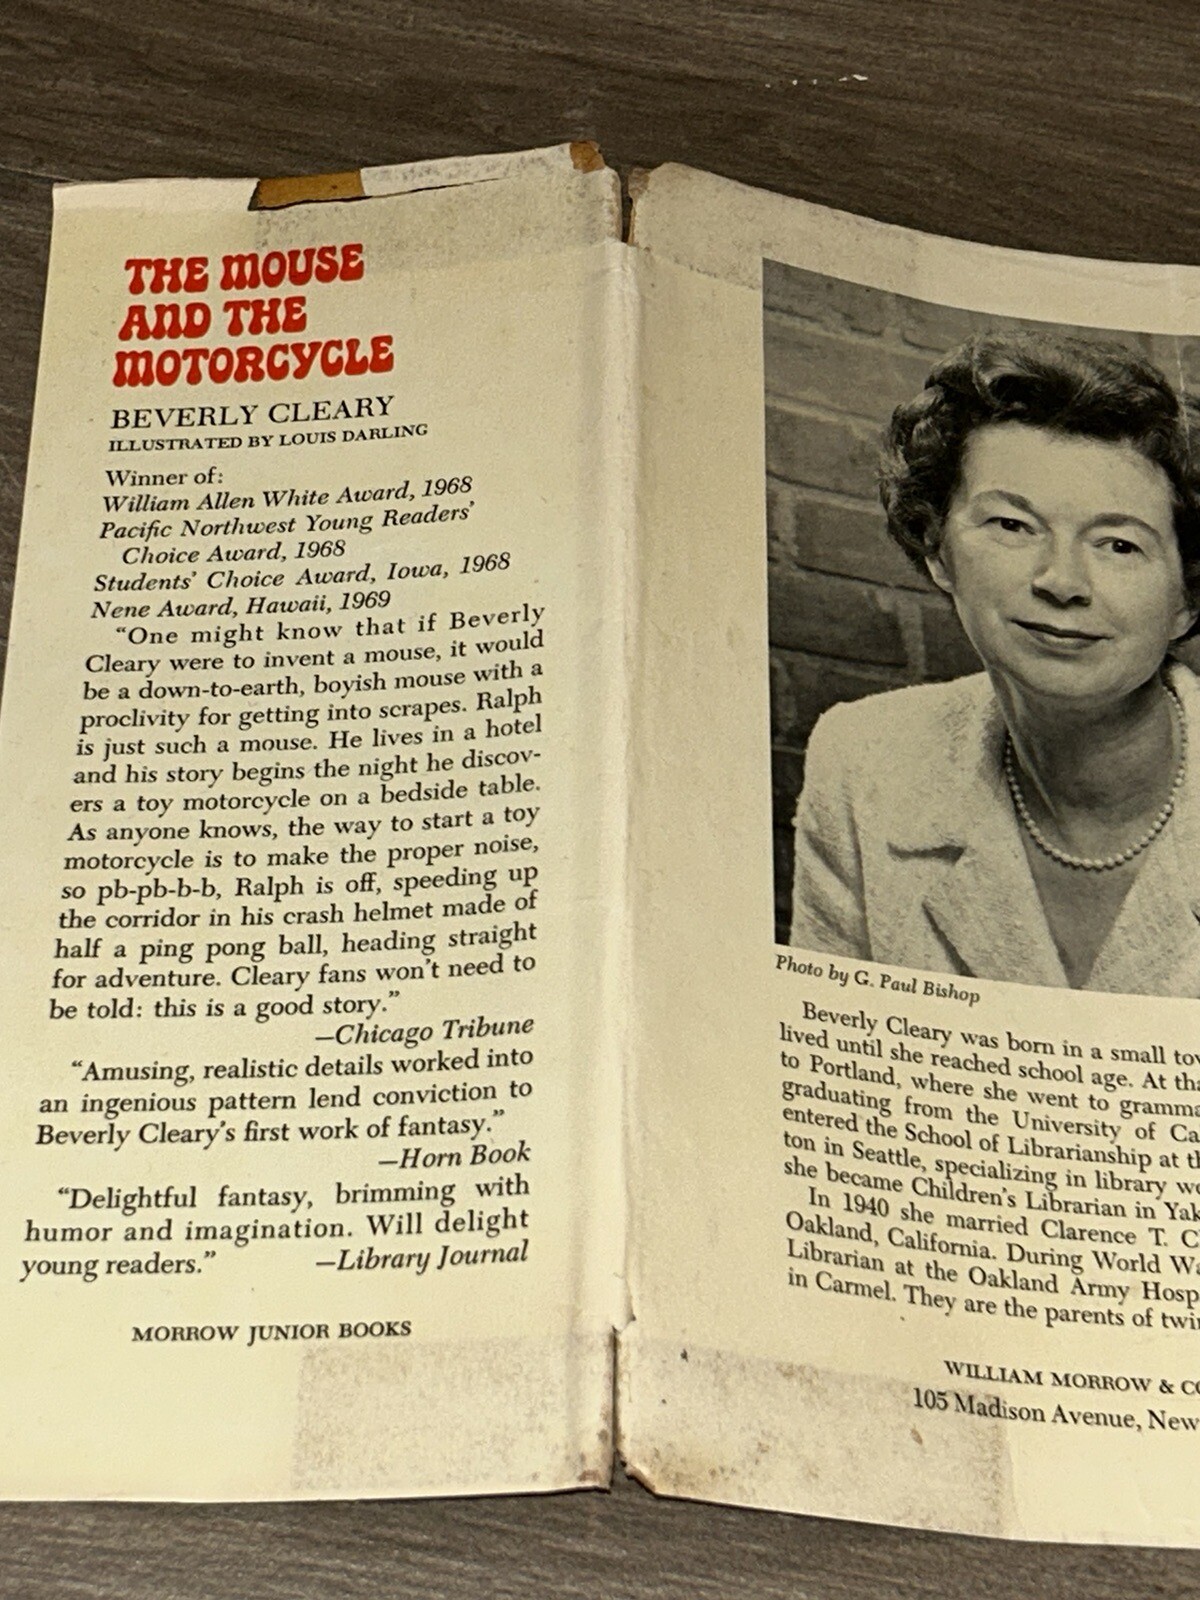 THE MOUSE
AND THE
MOTORCYCLE
BEVERLY CLEARY
ILLUSTRATED BY LOUIS DARLING
Winner of:
William Allen White Award, 1968
Pacific Northwest Young Readers'
Choice Award, 1968
Students' Choice Award, Iowa, 1968
Nene Award, Hawaii, 1969
"One might know that if Beverly
Cleary were to invent a mouse, it would
be a down-to-earth, boyish mouse with a
proclivity for getting into scrapes. Ralph
is just such a mouse. He lives in a hotel
and his story begins the night he discov-
ers a toy motorcycle on a bedside table.
As anyone knows, the way to start a toy
motorcycle is to make the proper noise,
so pb-pb-b-b, Ralph is off, speeding up
the corridor in his crash helmet made of
half a ping pong ball, heading straight
for adventure. Cleary fans won't need to
be told: this is a good story."
—Chicago Tribune
"Amusing, realistic details worked into
an ingenious pattern lend conviction to
Beverly Cleary's first work of fantasy."
—Horn Book
"Delightful fantasy, brimming with
humor and imagination. Will delight
young readers." —Library Journal
MORROW JUNIOR BOOKS
Photo by G. Paul Bishop
Beverly Cleary was born in a small
lived until she reached school age. At
to Portland, where she went to
graduating from the University of
entered the School of Librarianship at
ton in Seattle, specializing in library
she became Children's Librarian in
In 1940 she married Clarence T.
Oakland, California. During World
Librarian at the Oakland Army
in Carmel. They are the parents of
WILLIAM MORROW &
105 Madison Avenue, New